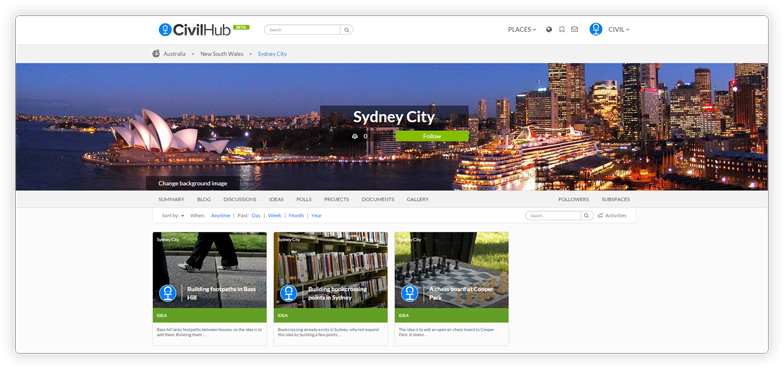 CivilHub BETA
Search
PLACES
CIVIL
Australia > New South Wales > Sydney City
Sydney City
0
Follow
Change background image
SUMMARY BLOG DISCUSSIONS IDEAS POLLS PROJECTS DOCUMENTS GALLERY FOLLOWERS SUBSPACES
Sort by: When: Anytime | Past: Day | Week | Month | Year
Search
Activities
Sydney City
Building footpaths in Bass
Hill
IDEA
Bass hill lacks footpaths between houses, so the idea is to
add them. Building them...
Sydney City
Building bookcrossing
points in Sydney
IDEA
Bookcrossing already exists in Sydney, why not expand
this idea by building a few points...
Sydney City
A chess board at Cooper
Park
IDEA
The idea is to add an open air chess board to Cooper
Park. It doesn...